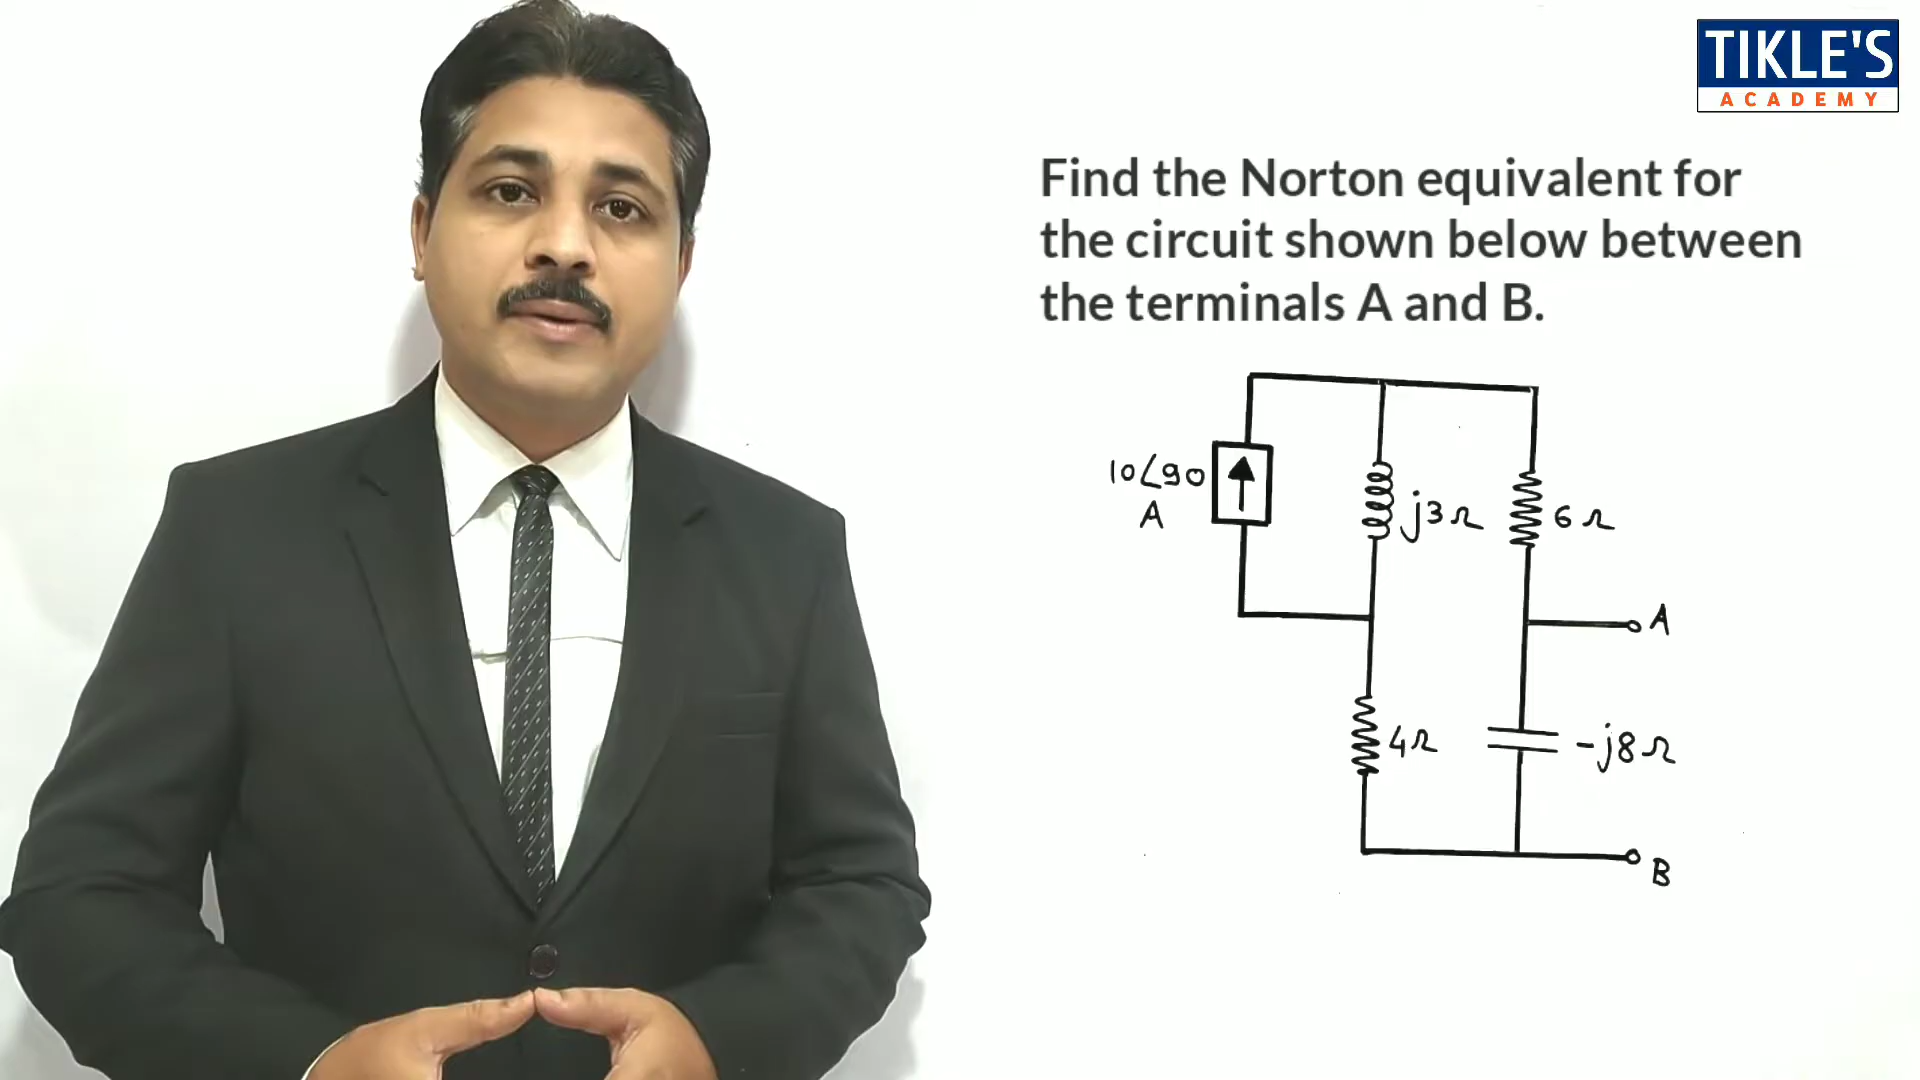 TIKLE'S
ACADEMY
Find the Norton equivalent for
the circuit shown below between
the terminals A and B.
10∠90
A
j3Ω
6Ω
A
4Ω
-j8Ω
B